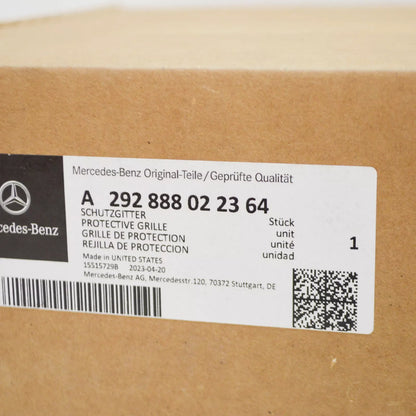 Mercedes-Benz Original-Teile/Geprüfte Qualität
A 292 888 02 23 64
SCHUTZGITTER
PROTECTIVE GRILLE
GRILLE DE PROTECTION
REJILLA DE PROTECCION
Stück
unit
unité
unidad
1
cedes-Benz
Made in UNITED STATES
15515729B 2023-04-20
Mercedes-Benz AG, Mercedesstr.120, 70372 Stuttgart, DE